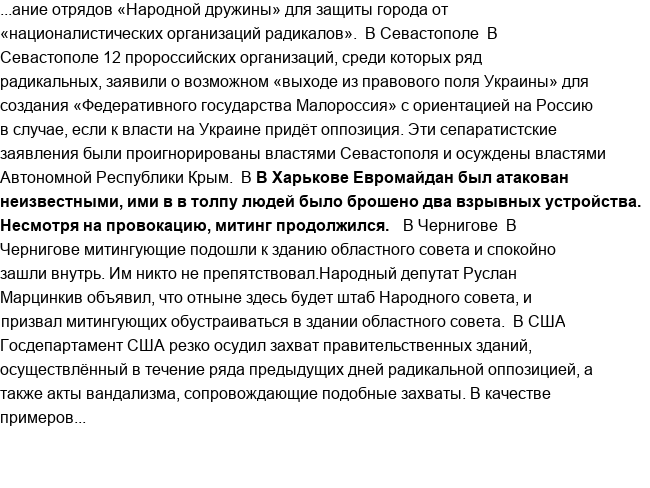 ...ание отрядов «Народной дружины» для защиты города от
«националистических организаций радикалов».  В Севастополе  В
Севастополе 12 пророссийских организаций, среди которых ряд
радикальных, заявили о возможном «выходе из правового поля Украины» для
создания «Федеративного государства Малороссия» с ориентацией на Россию
в случае, если к власти на Украине придёт оппозиция. Эти сепаратистские
заявления были проигнорированы властями Севастополя и осуждены властями
Автономной Республики Крым.  В В Харькове Евромайдан был атакован
неизвестными, ими в в толпу людей было брошено два взрывных устройства.
Несмотря на провокацию, митинг продолжился.   В Чернигове  В
Чернигове митингующие подошли к зданию областного совета и спокойно
зашли внутрь. Им никто не препятствовал.Народный депутат Руслан
Марцинкив объявил, что отныне здесь будет штаб Народного совета, и
призвал митингующих обустраиваться в здании областного совета.  В США
Госдепартамент США резко осудил захват правительственных зданий,
осуществлённый в течение ряда предыдущих дней радикальной оппозицией, а
также акты вандализма, сопровождающие подобные захваты. В качестве
примеров...